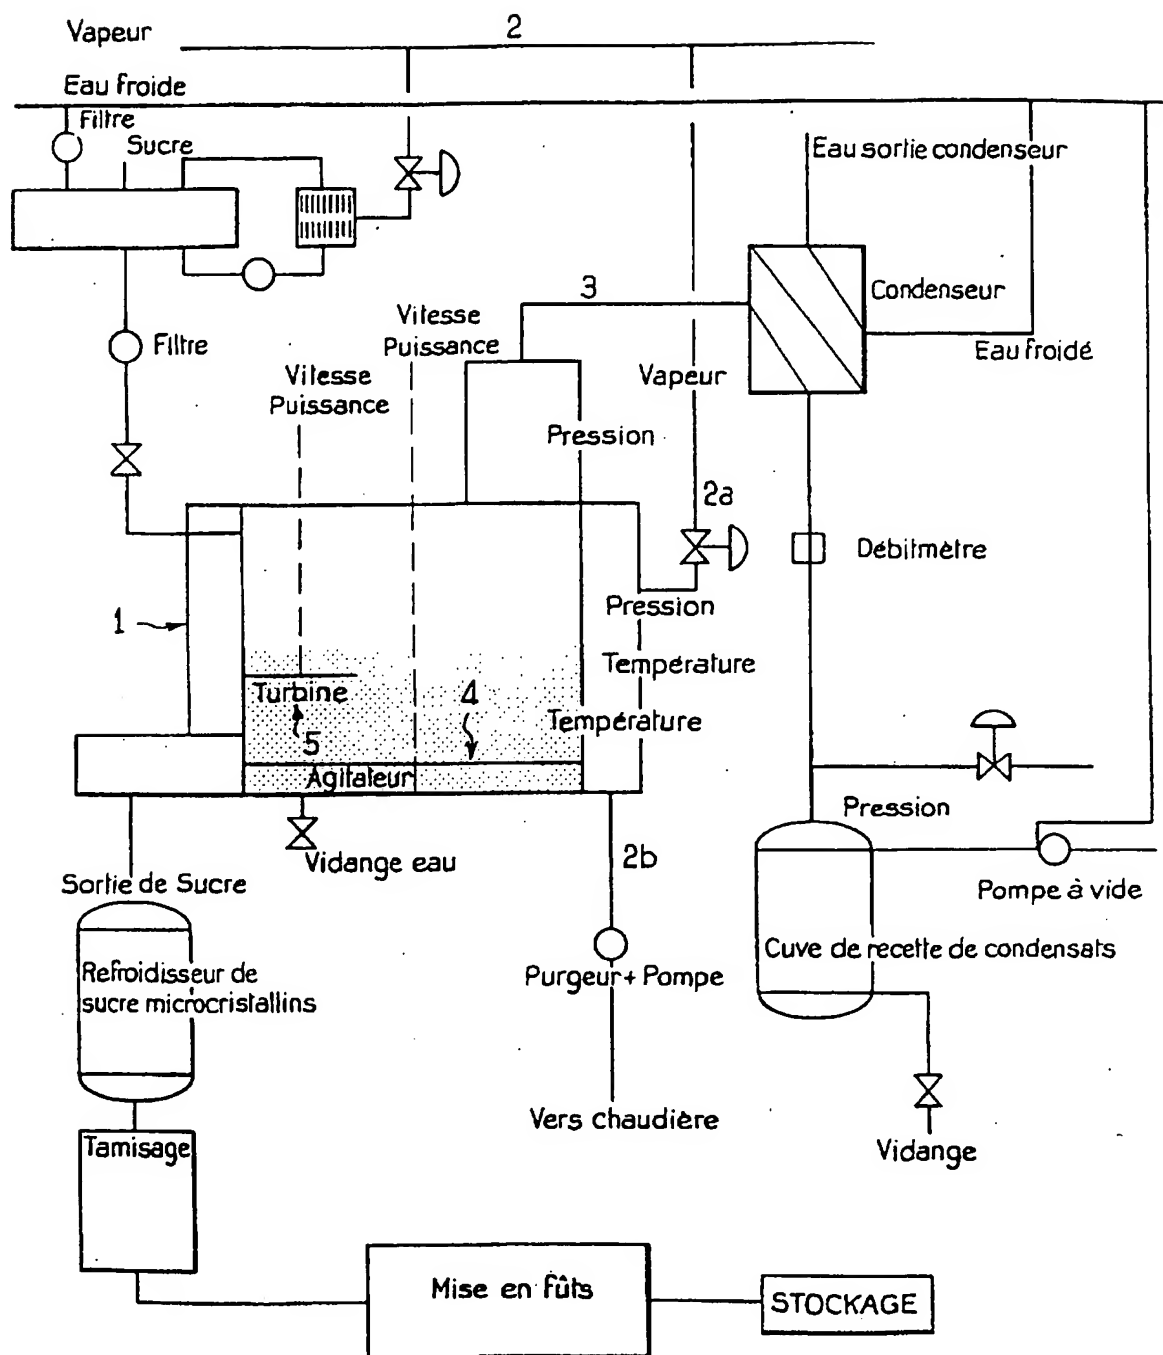 Vapeur
2
Eau froide
Filtre
Sucre
Eau sortie condenseur
3
Condenseur
Vitesse
Puissance
Eau froidé
Filtre
Vitesse
Puissance
Vapeur
Pression
2a
Débitmètre
Pression
1
Température
Turbine
4
Température
5
Agitateur
Pression
Vidange eau
2b
Pompe à vide
Sortie de Sucre
Cuve de recette de condensats
Refroidisseur de
sucre microcristallins
Purgeur + Pompe
Vers chaudière
Vidange
Tamisage
Mise en fûts
STOCKAGE